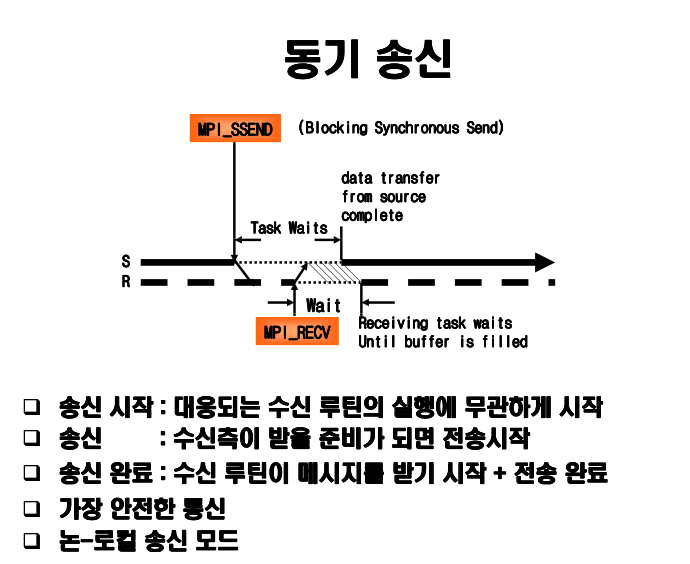 동기 송신
MPI_SSEND (Blocking Synchronous Send)
data transfer
from source
complete
Task Waits
S
R
Wait
MPI_RECV
Receiving task waits
Until buffer is filled
❑ 송신 시작 : 대응되는 수신 루틴의 실행에 무관하게 시작
❑ 송신 : 수신측이 받을 준비가 되면 전송시작
❑ 송신 완료 : 수신 루틴이 메시지를 받기 시작 + 전송 완료
❑ 가장 안전한 통신
❑ 논-로컬 송신 모드